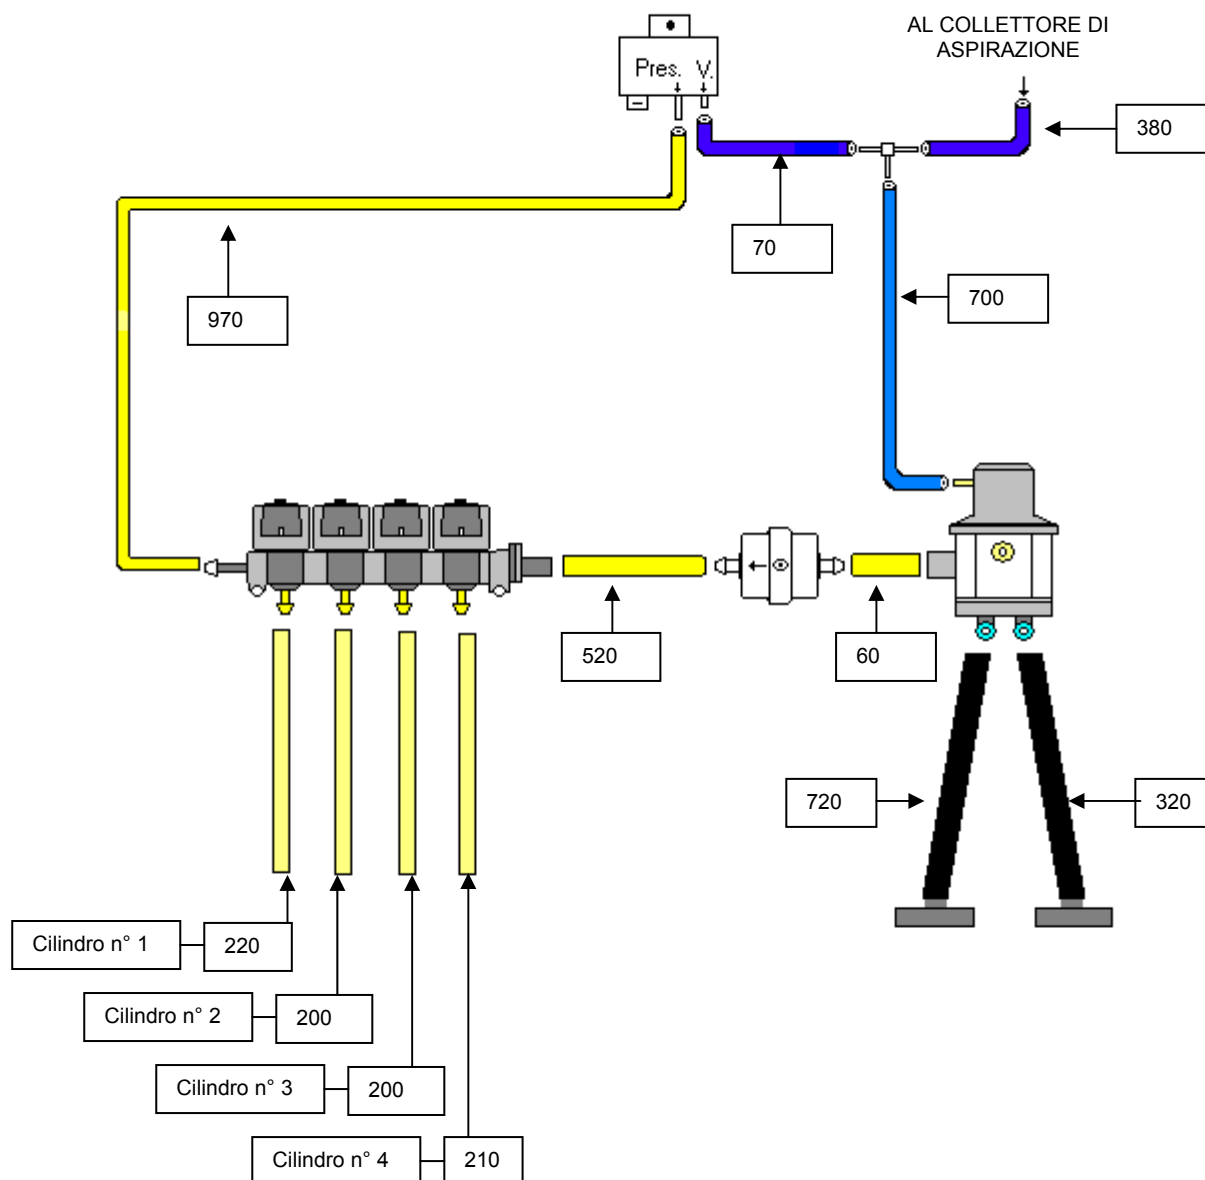 AL COLLETTORE DI
ASPIRAZIONE
Pres. V.
380
70
700
970
520
60
720
320
Cilindro n° 1
220
Cilindro n° 2
200
Cilindro n° 3
200
Cilindro n° 4
210